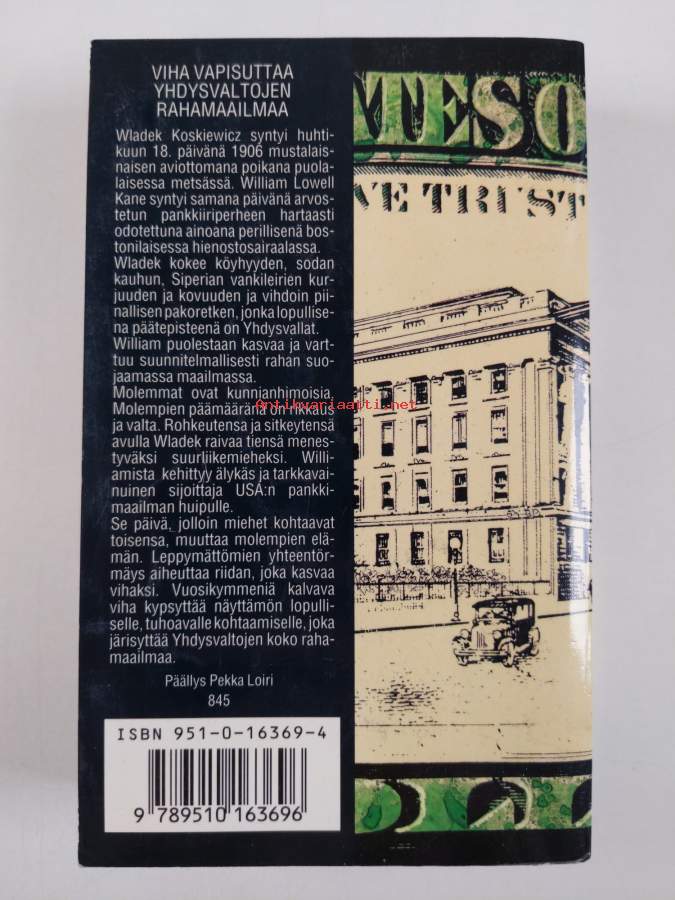 VIHA VAPISUTTAA
YHDYSVALTOJEN
RAHAMAAILMAA
Wladek Koskiewicz syntyi huhti-
kuun 18. päivänä 1906 mustalais-
naisen aviottomana poikana puola-
laisessa metsässä. William Lowell
Kane syntyi samana päivänä arvos-
tetun pankkiiriperheen hartaasti
odotettuna ainoana perillisenä bos-
tonilaisessa hienostosairaalassa.
Wladek kokee köyhyyden, sodan
kauhun, Siperian vankileirien kur-
juuden ja kovuuden ja vihdoin pii-
nallisen pakoretken, jonka lopullise-
na päätepisteenä on Yhdysvallat.
William puolestaan kasvaa ja vart-
tuu suunnitelmallisesti rahan suo-
jaamassa maailmassa.
Molemmat ovat kunnianhimoisia.
Molempien päämääränä on rikkaus
ja valta. Rohkeutensa ja sitkeytensä
avulla Wladek raivaa tiensä menes-
tyväksi suurliikemieheksi. Willi-
amista kehittyy älykäs ja tarkkavai-
nuinen sijoittaja USA:n pankki-
maailman huipulle.
Se päivä, jolloin miehet kohtaavat
toisensa, muuttaa molempien elä-
män. Leppymättömien yhteentör-
mäys aiheuttaa riidan, joka kasvaa
vihaksi. Vuosikymmeniä kalvava
viha kypsyttää näyttämön lopulli-
selle, tuhoavalle kohtaamiselle, joka
järisyttää Yhdysvaltojen koko raha-
maailmaa.
Päällys Pekka Loiri
845
ISBN 951-0-16369-4
9 789510 163696
ATES O
WE TRUST
Antikvariaatti.net